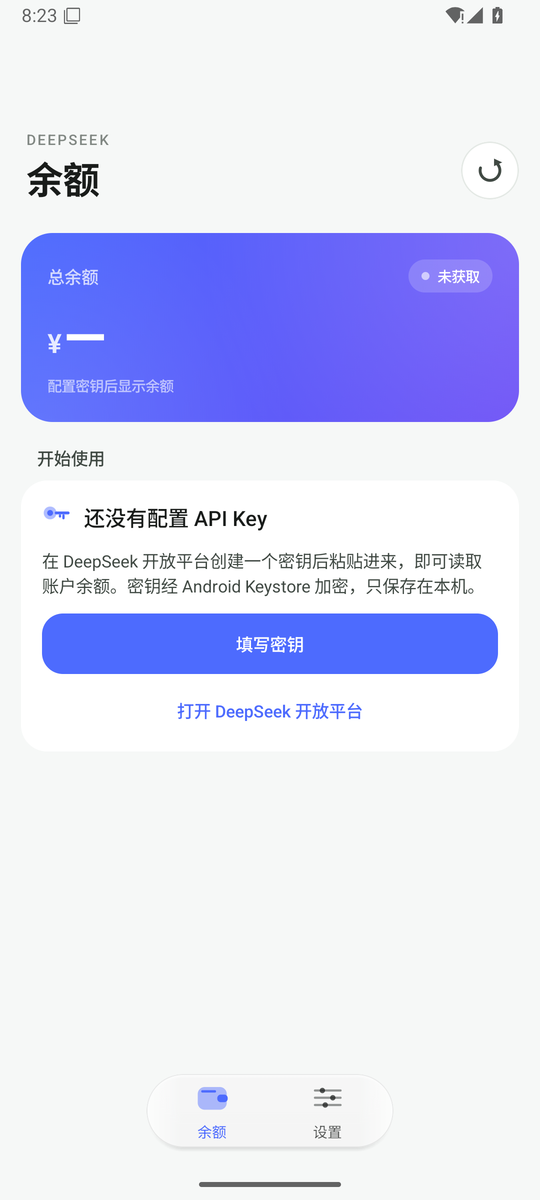 8:23
DEEPSEEK
余额
总余额
未获取
¥ —
配置密钥后显示余额
开始使用
还没有配置 API Key
在 DeepSeek 开放平台创建一个密钥后粘贴进来，即可读取
账户余额。密钥经 Android Keystore 加密，只保存在本机。
填写密钥
打开 DeepSeek 开放平台
余额
设置